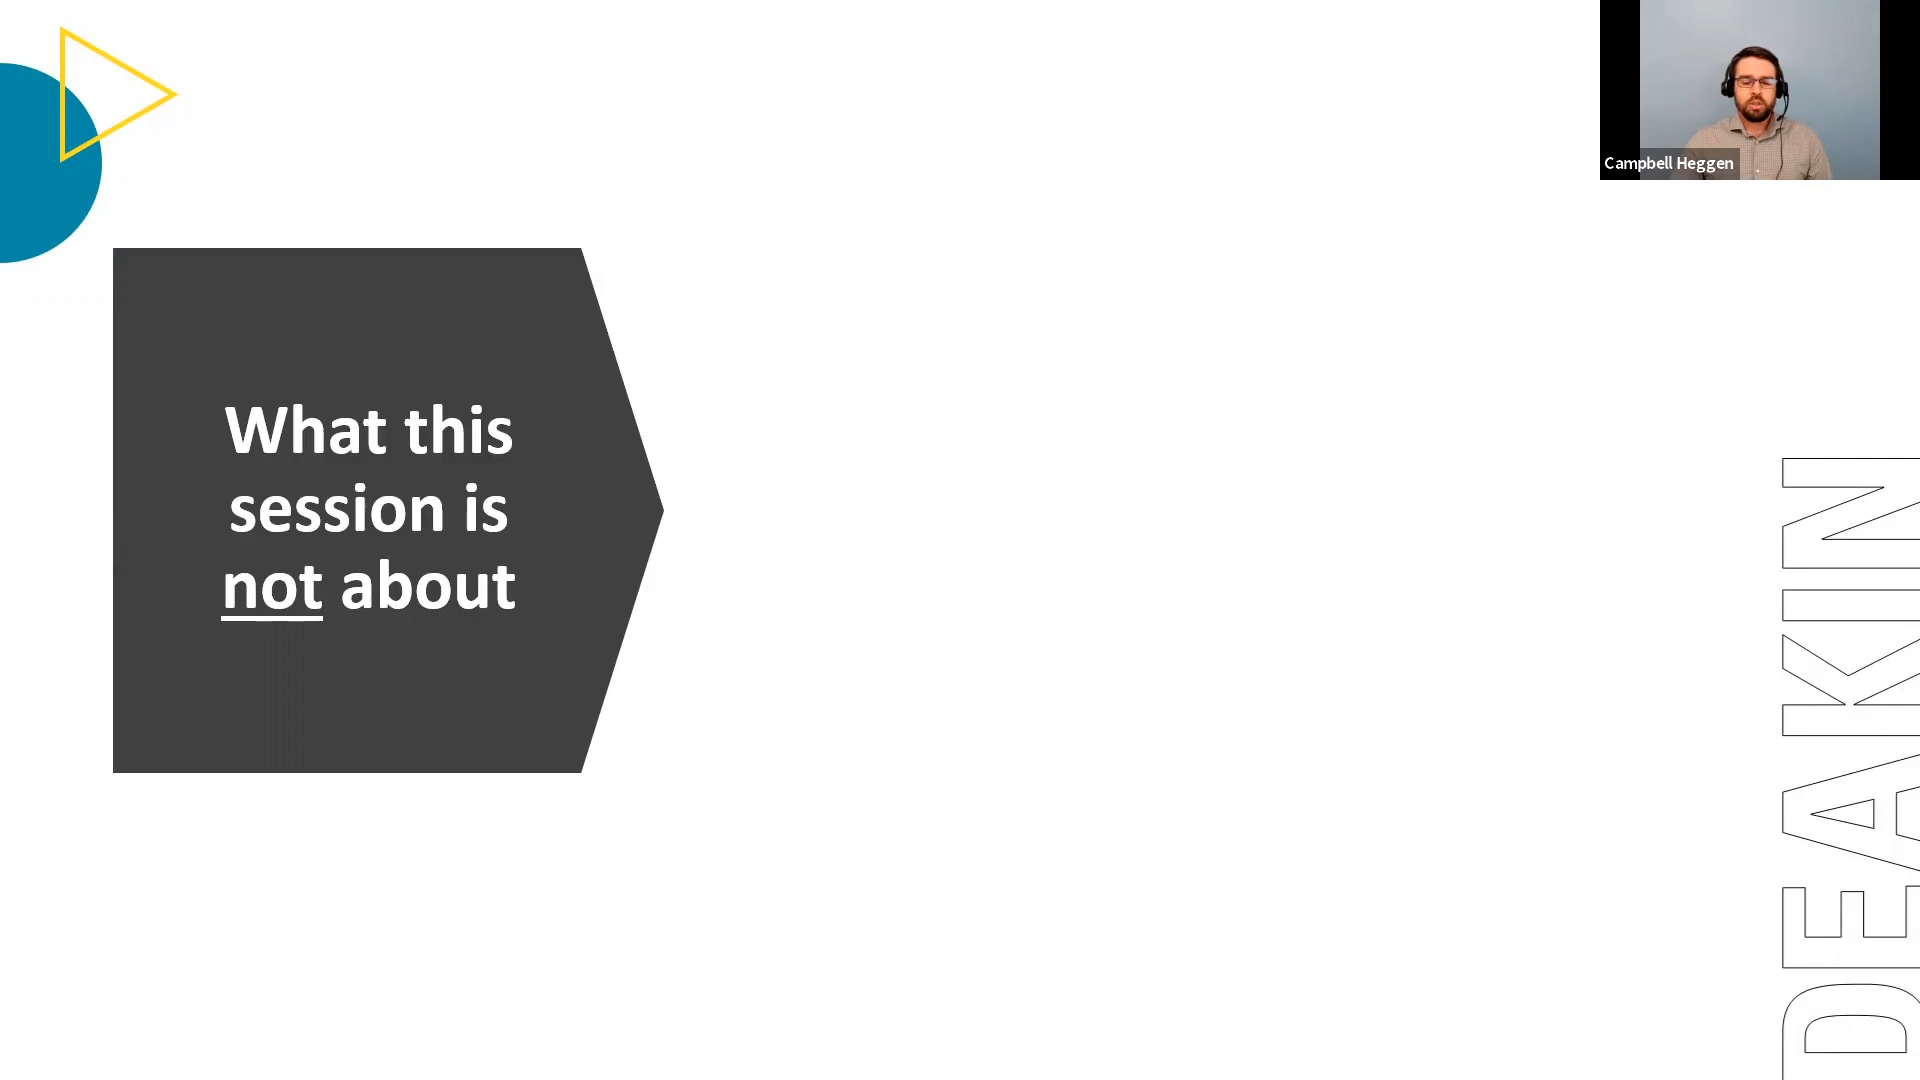 Campbell Heggen
What this
session is
not about
DEAKIN